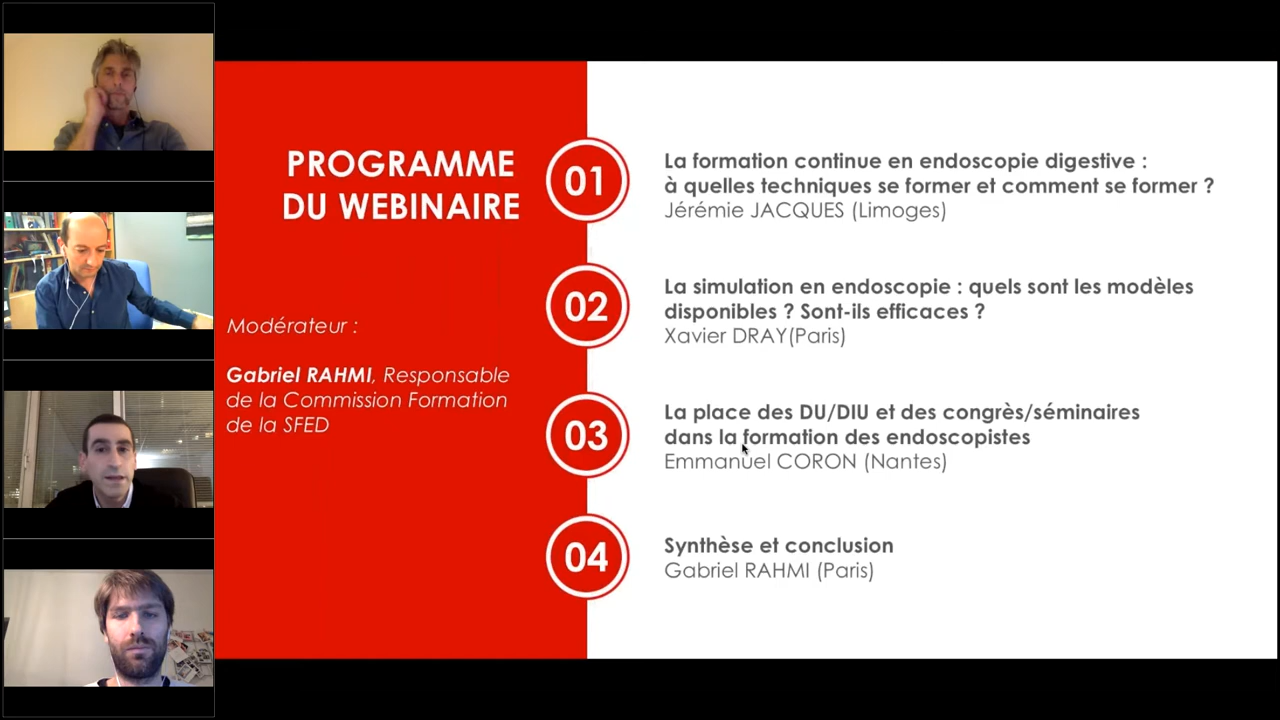 PROGRAMME
DU WEBINAIRE
Modérateur :
Gabriel RAHMI, Responsable
de la Commission Formation
de la SFED
01
La formation continue en endoscopie digestive :
à quelles techniques se former et comment se former ?
Jérémie JACQUES (Limoges)
02
La simulation en endoscopie : quels sont les modèles
disponibles ? Sont-ils efficaces ?
Xavier DRAY(Paris)
03
La place des DU/DIU et des congrès/séminaires
dans la formation des endoscopistes
Emmanuel CORON (Nantes)
04
Synthèse et conclusion
Gabriel RAHMI (Paris)